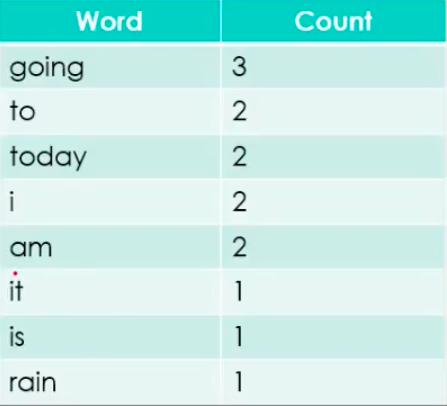 Word Count
going 3
to 2
today 2
i 2
am 2
it 1
is 1
rain 1